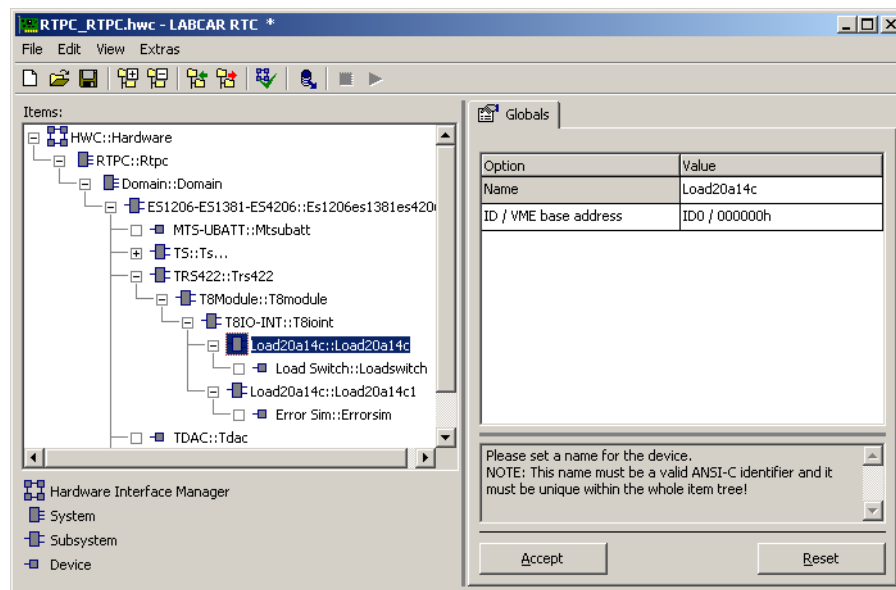 RTPC_RTPC.hwc - LABCAR RTC *
File Edit View Extras
Items:
HWC::Hardware
RTPC::Rtpc
Domain::Domain
ES1206-ES1381-ES4206::Es1206es1381es420
MTS-UBATT::Mtsubatt
TS::Ts...
TRS422::Trs422
T8Module::T8module
T8IO-INT::T8ioint
Load20a14c::Load20a14c
Load Switch::Loadswitch
Load20a14c::Load20a14c1
Error Sim::Errorsim
TDAC::Tdac
Hardware Interface Manager
System
Subsystem
Device
Globals
Option Value
Name Load20a14c
ID / VME base address ID0 / 000000h
Please set a name for the device.
NOTE: This name must be a valid ANSI-C identifier and it
must be unique within the whole item tree!
Accept Reset